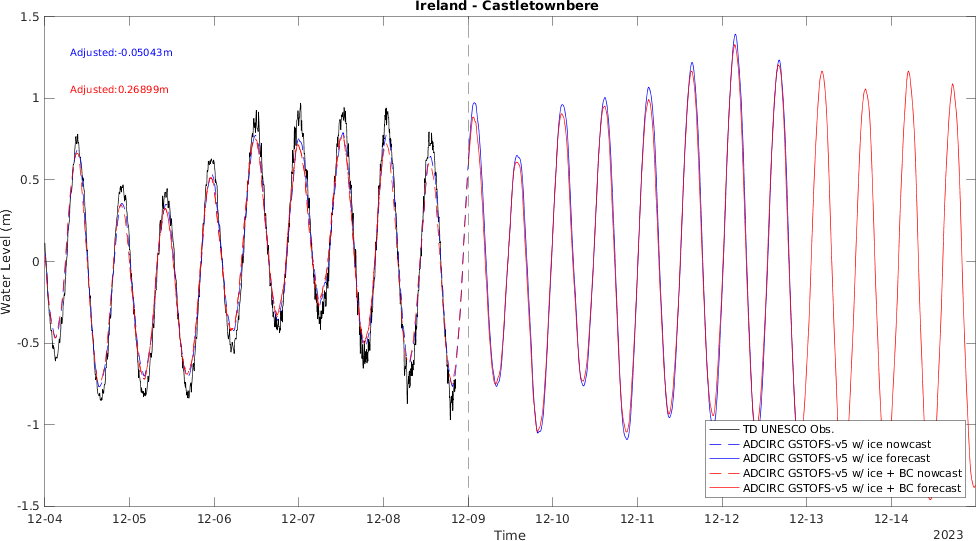 Ireland - Castletownbere
Adjusted:-0.05043m
Adjusted:0.26899m
Water Level (m)
1.5
1
0.5
0
-0.5
-1
-1.5
TD UNESCO Obs.
ADCIRC GSTOFS-v5 w/ ice nowcast
ADCIRC GSTOFS-v5 w/ ice forecast
ADCIRC GSTOFS-v5 w/ ice + BC nowcast
ADCIRC GSTOFS-v5 w/ ice + BC forecast
12-04 12-05 12-06 12-07 12-08 12-09 12-10 12-11 12-12 12-13 12-14
Time
2023